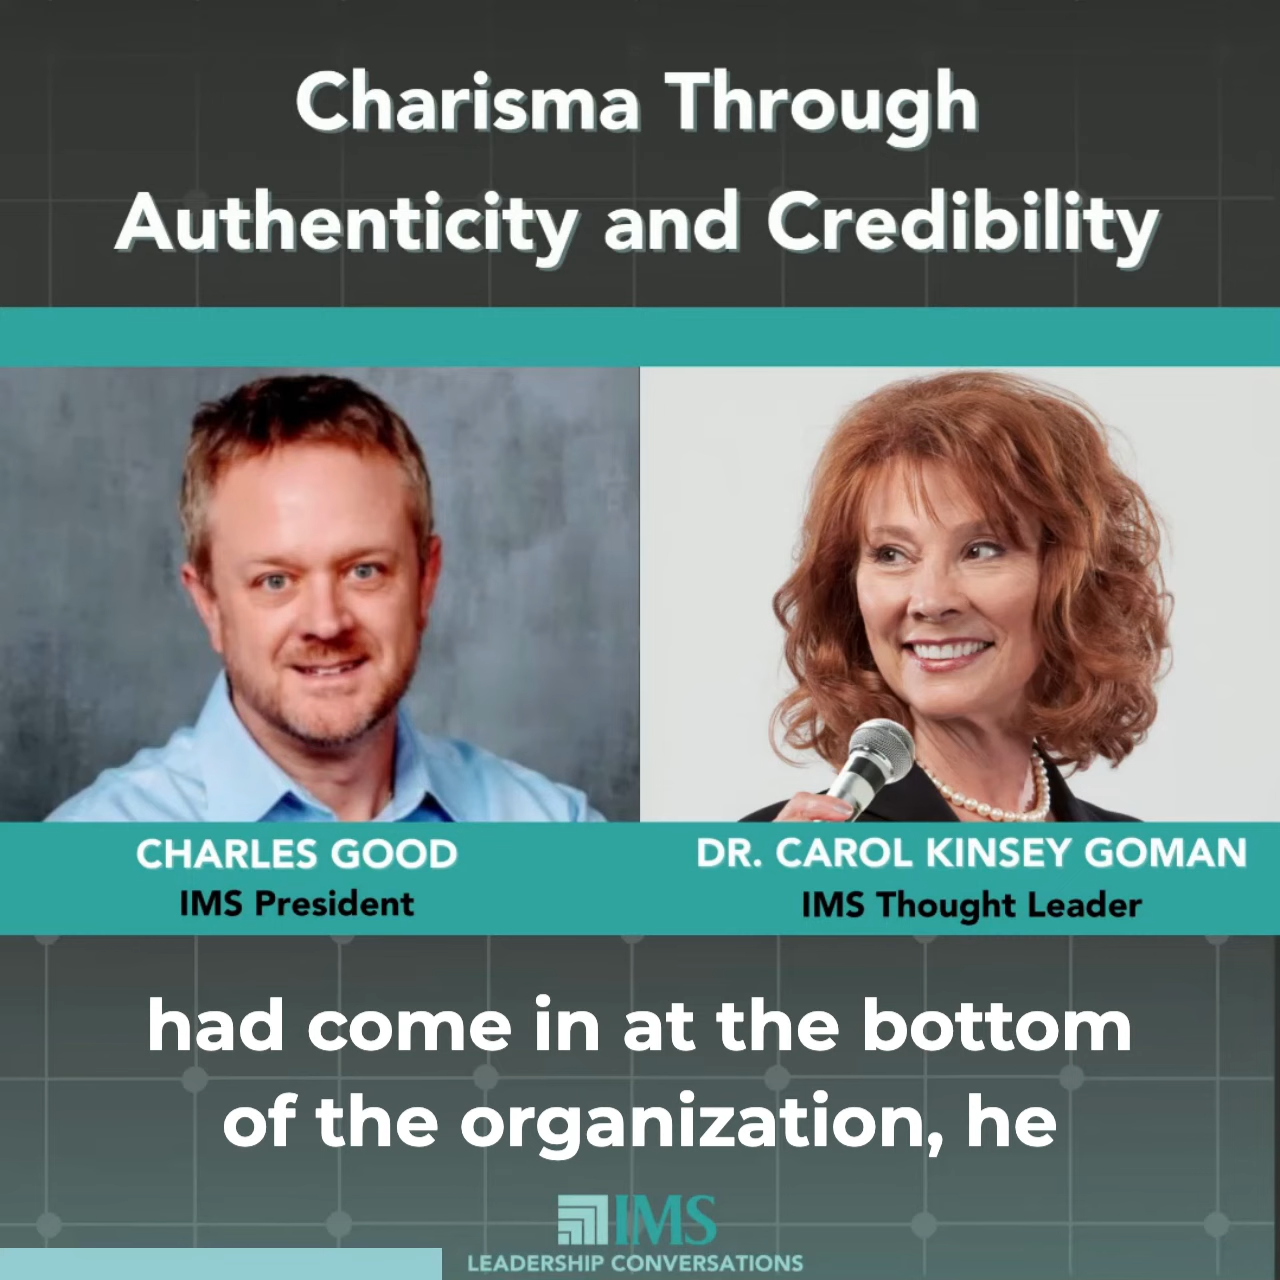 Charisma Through
Authenticity and Credibility
CHARLES GOOD
IMS President
DR. CAROL KINSEY GOMAN
IMS Thought Leader
had come in at the bottom
of the organization, he
IMS
LEADERSHIP CONVERSATIONS